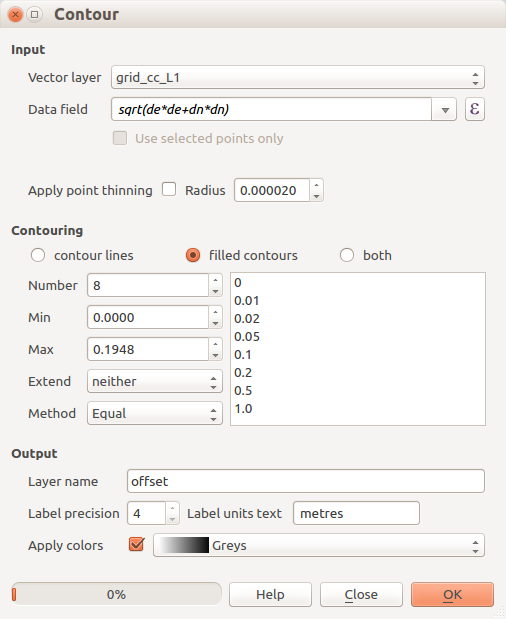 Contour
Input
Vector layer grid_cc_L1
Data field sqrt(de*de+dn*dn) ε
Use selected points only
Apply point thinning Radius 0.000020
Contouring
contour lines filled contours both
Number 8
Min 0.0000
Max 0.1948
Extend neither
Method Equal
0
0.01
0.02
0.05
0.1
0.2
0.5
1.0
Output
Layer name offset
Label precision 4 Label units text metres
Apply colors Greys
0% Help Close OK